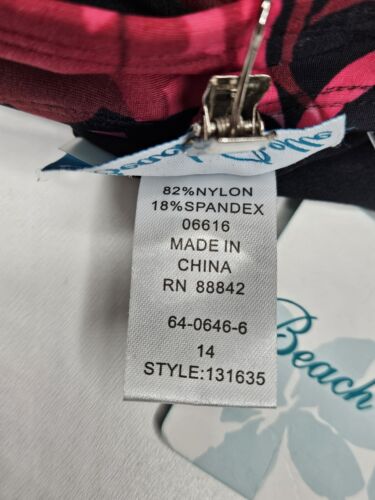 82%NYLON
18%SPANDEX
06616
MADE IN
CHINA
RN 88842
64-0646-6
14
STYLE:131635
Beach